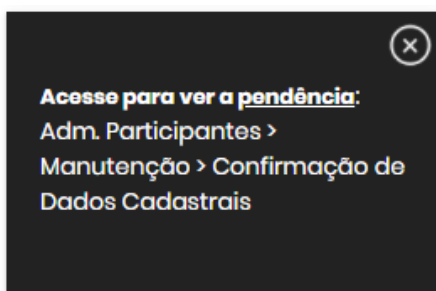 Acesse para ver a pendência:
Adm. Participantes >
Manutenção > Confirmação de
Dados Cadastrais